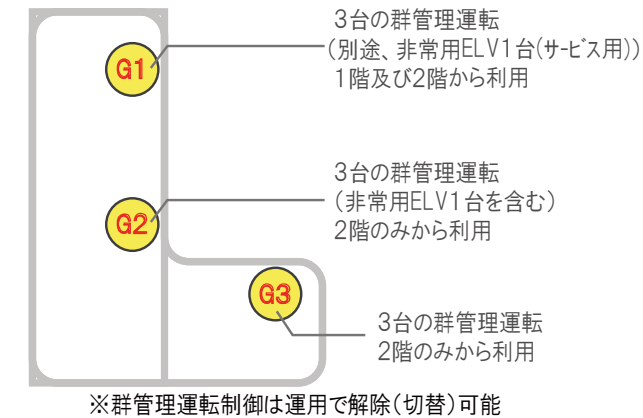 G1
3台の群管理運転
(別途、非常用ELV1台(ｻｰﾋﾞｽ用))
1階及び2階から利用
G2
3台の群管理運転
(非常用ELV1台を含む)
2階のみから利用
G3
3台の群管理運転
2階のみから利用
※群管理運転制御は運用で解除(切替)可能